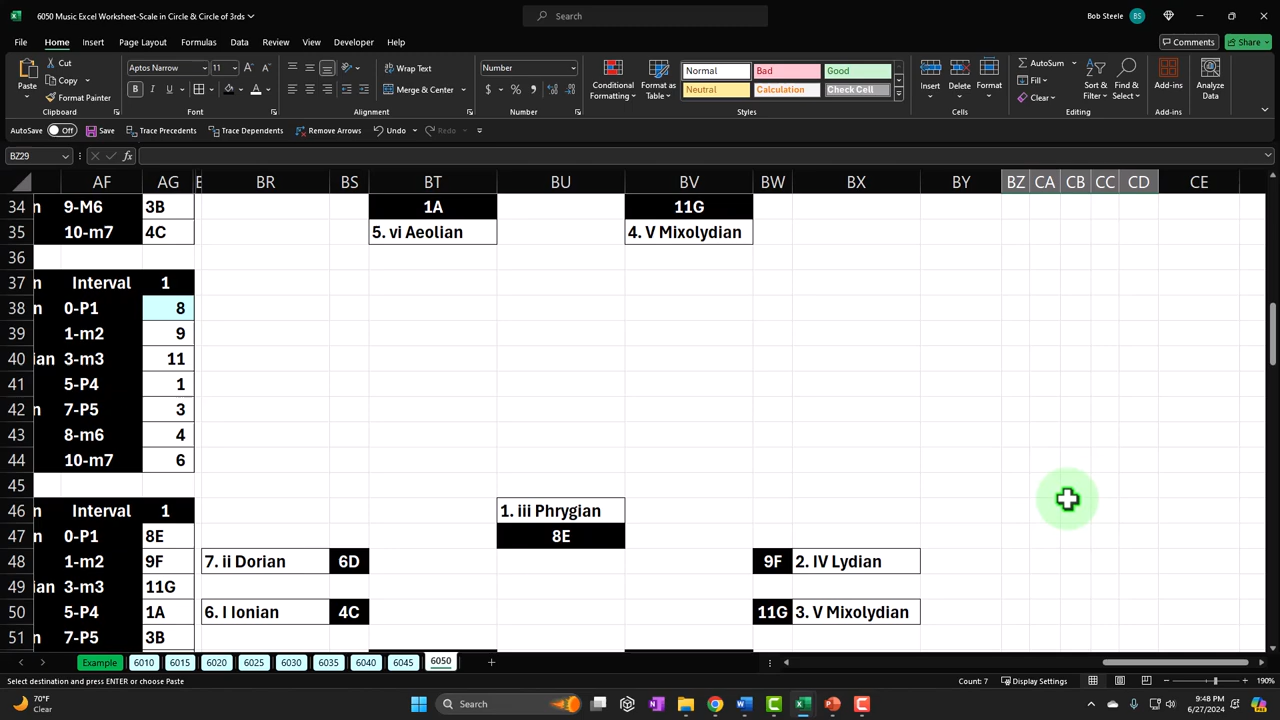 6050 Music Excel Worksheet-Scale in Circle & Circle of 3rds
Search
Bob Steele
BS
File Home Insert Page Layout Formulas Data Review View Developer Help
Comments Share
Paste Cut Copy Format Painter
Aptos Narrow 11
Wrap Text
Merge & Center
Number
Conditional Formatting
Format as Table
Normal Bad Good
Neutral Calculation Check Cell
Insert Delete Format
AutoSum Fill Clear
Sort & Filter
Find & Select
Add-ins
Analyze Data
Clipboard Font Alignment Number Styles Cells Editing Add-ins
AutoSave Off Save Trace Precedents Trace Dependents Remove Arrows Undo Redo
BZ29
AF AG BR BS BT BU BV BW BX BY BZ CA CB CC CD CE
34 n 9-M6 3B 1A 11G
35 10-m7 4C 5. vi Aeolian 4. V Mixolydian
36
37 n Interval 1
38 n 0-P1 8
39 1-m2 9
40 ian 3-m3 11
41 5-P4 1
42 n 7-P5 3
43 8-m6 4
44 10-m7 6
45
46 n Interval 1 1. iii Phrygian
47 n 0-P1 8E 8E
48 1-m2 9F 7. ii Dorian 6D 9F 2. IV Lydian
49 3-m3 11G
50 5-P4 1A 6. I Ionian 4C 11G 3. V Mixolydian
51 7-P5 3B
Example 6010 6015 6020 6025 6030 6035 6040 6045 6050
Select destination and press ENTER or choose Paste
Count: 7
Display Settings
190%
70°F
Clear
Search
9:48 PM
6/27/2024